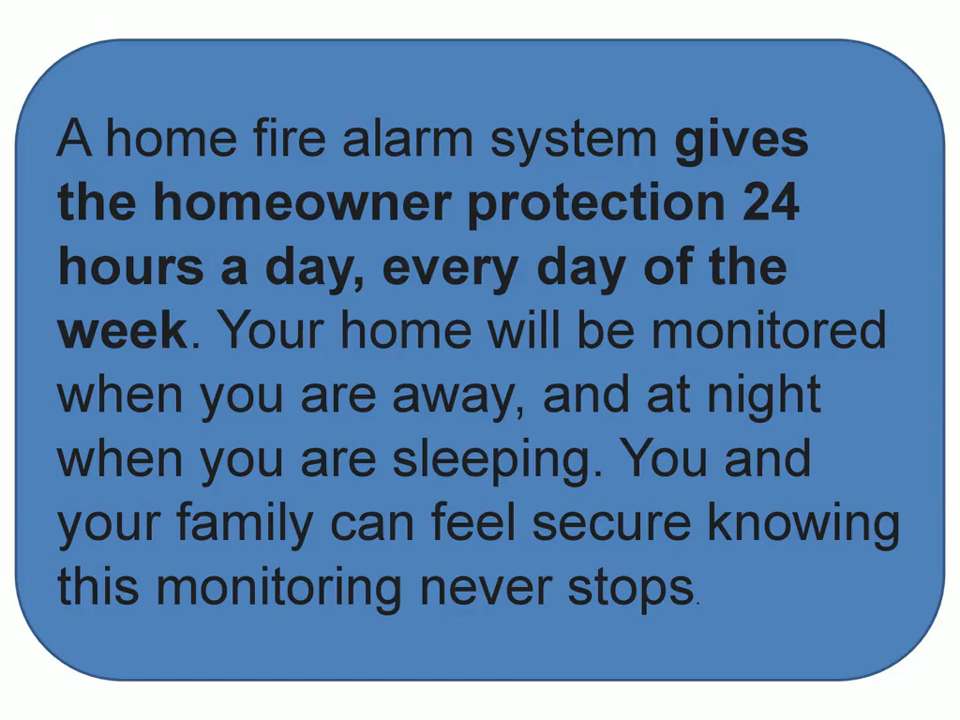 A home fire alarm system gives
the homeowner protection 24
hours a day, every day of the
week. Your home will be monitored
when you are away, and at night
when you are sleeping. You and
your family can feel secure knowing
this monitoring never stops.